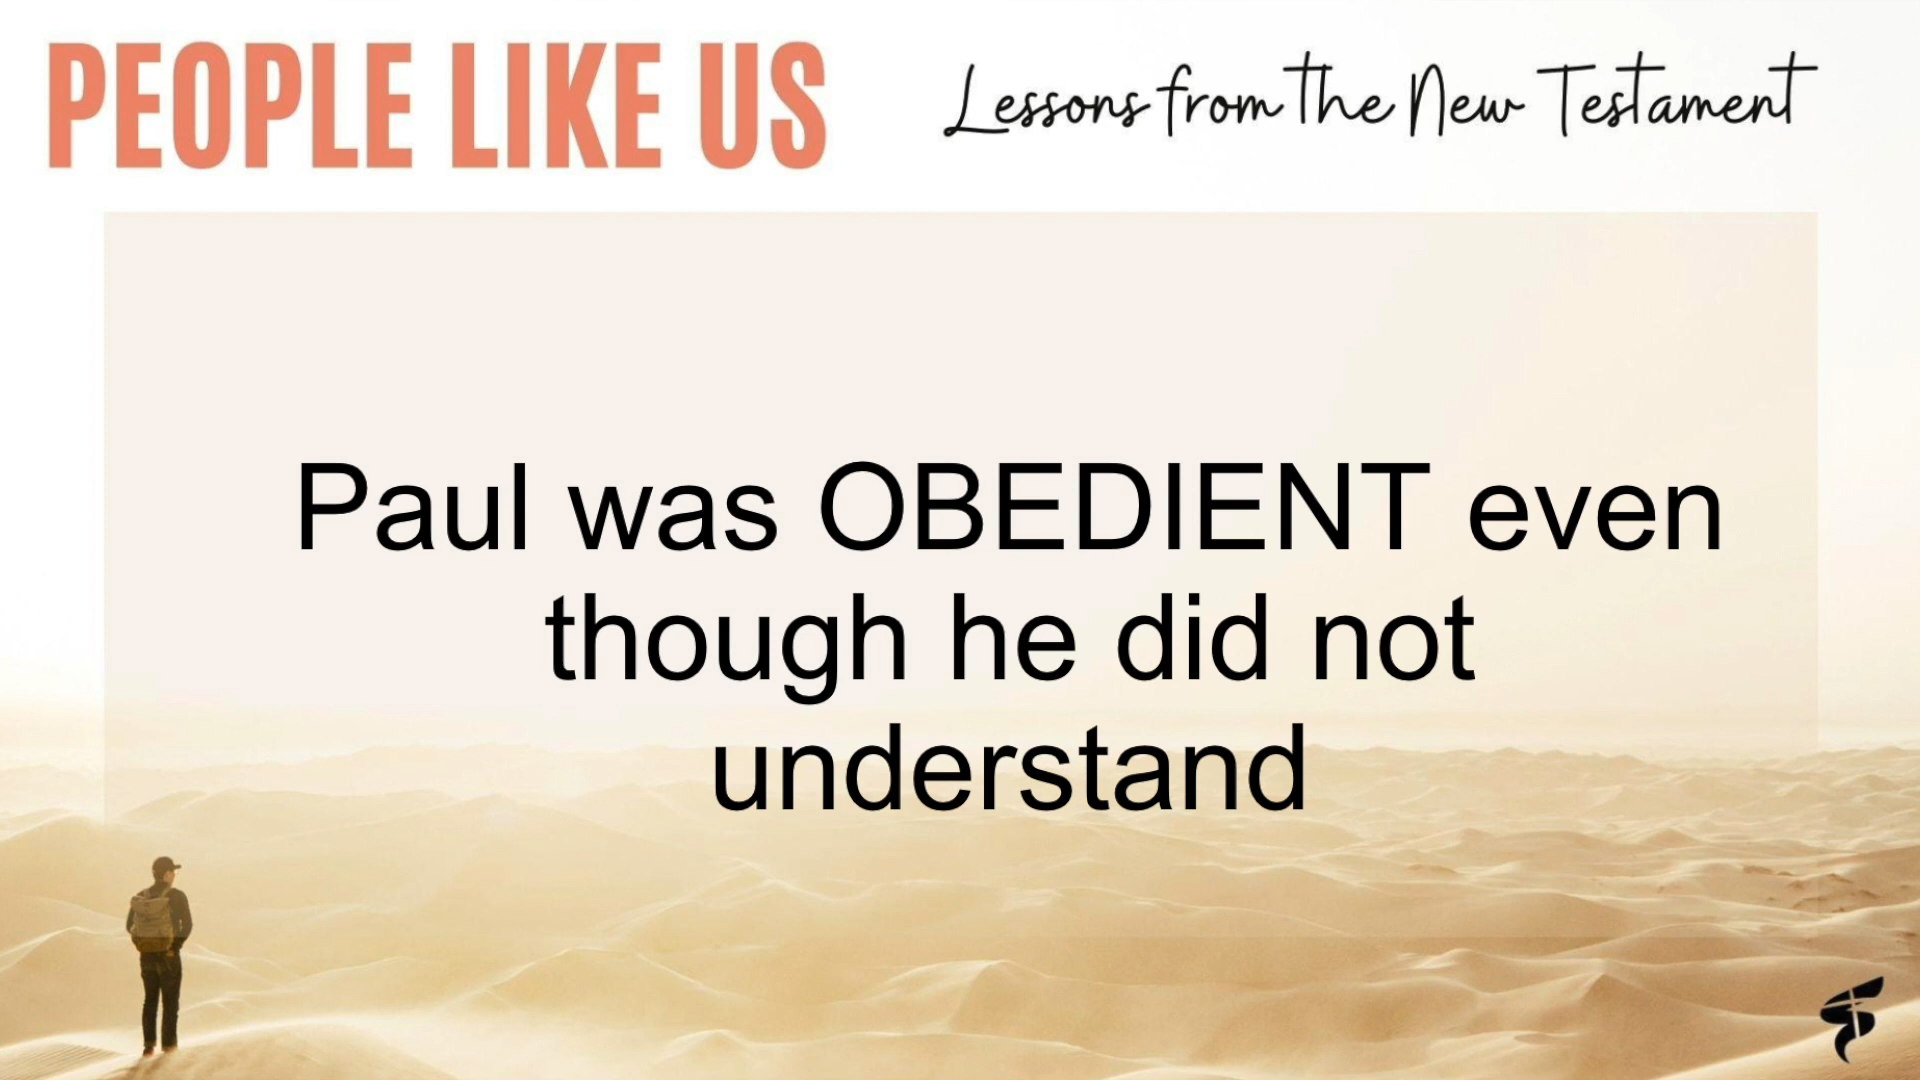 PEOPLE LIKE US
Lessons from the New Testament
Paul was OBEDIENT even
though he did not
understand